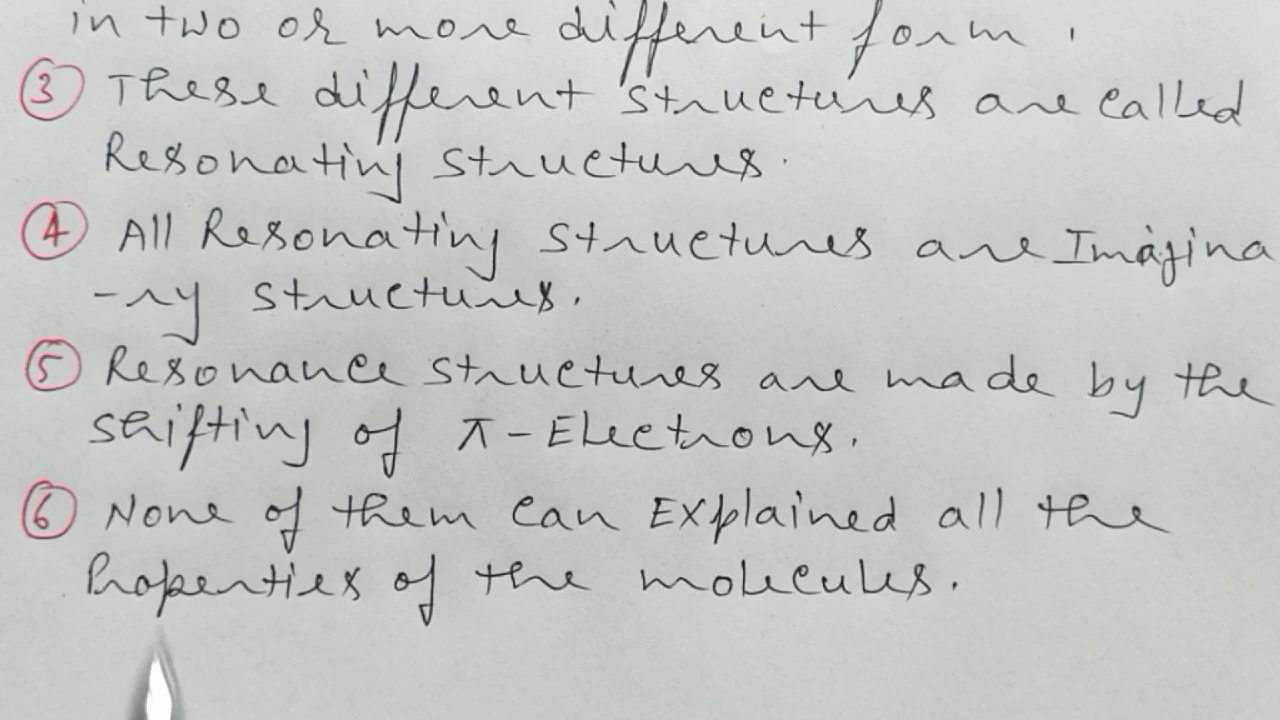 in two or more different form.
③ These different structures are called
Resonating structures.
④ All Resonating structures are Imagina
-ry structures.
⑤ Resonance structures are made by the
shifting of π-Electrons.
⑥ None of them can Explained all the
Properties of the molecules.